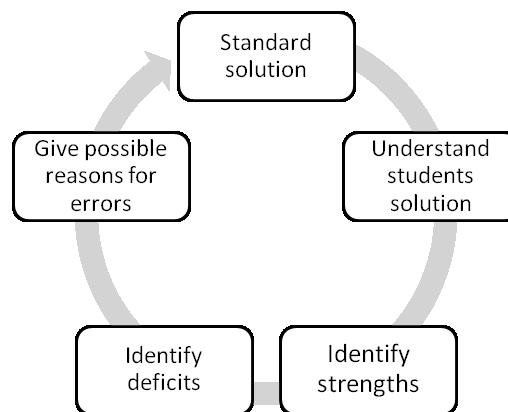 Standard
solution
Understand
students
solution
Identify
strengths
Identify
deficits
Give possible
reasons for
errors